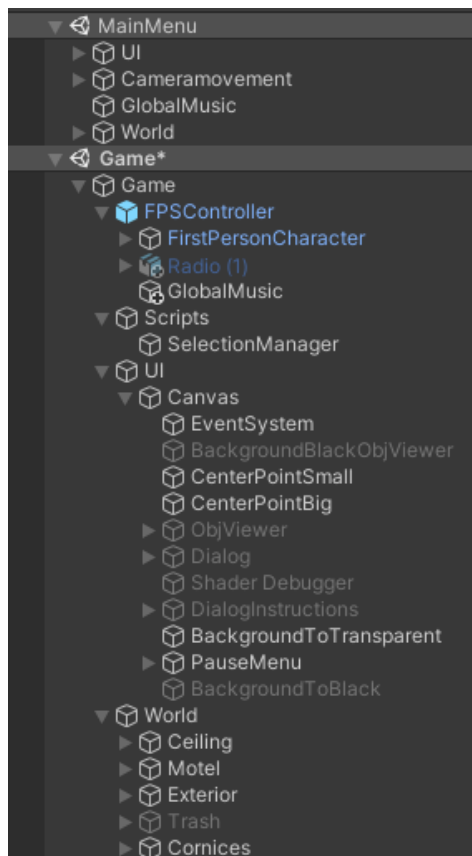 MainMenu
UI
Cameramovement
GlobalMusic
World
Game*
Game
FPSController
FirstPersonCharacter
Radio (1)
GlobalMusic
Scripts
SelectionManager
UI
Canvas
EventSystem
BackgroundBlackObjViewer
CenterPointSmall
CenterPointBig
ObjViewer
Dialog
Shader Debugger
DialogInstructions
BackgroundToTransparent
PauseMenu
BackgroundToBlack
World
Ceiling
Motel
Exterior
Trash
Cornices